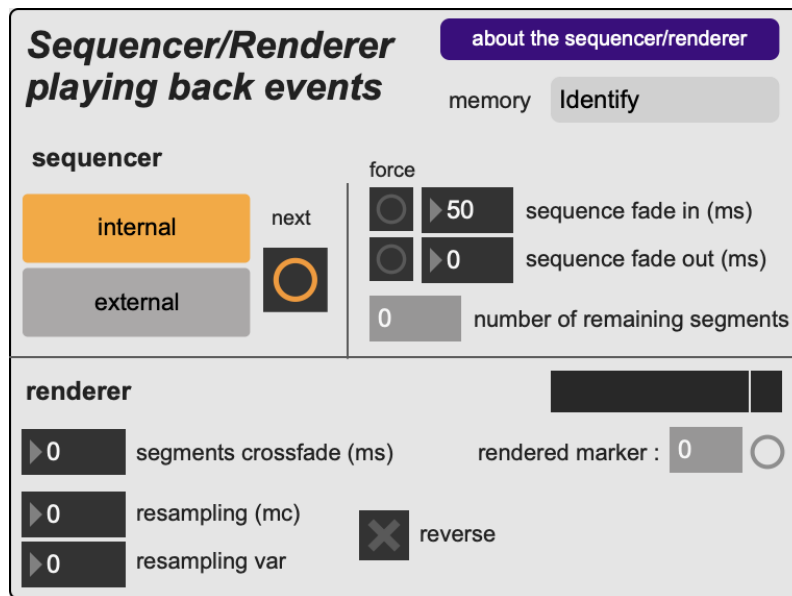 Sequencer/Renderer
playing back events
about the sequencer/renderer
memory Identify
sequencer
internal
external
next
force
50 sequence fade in (ms)
0 sequence fade out (ms)
0 number of remaining segments
renderer
0 segments crossfade (ms)
rendered marker : 0
0 resampling (mc)
0 resampling var
reverse